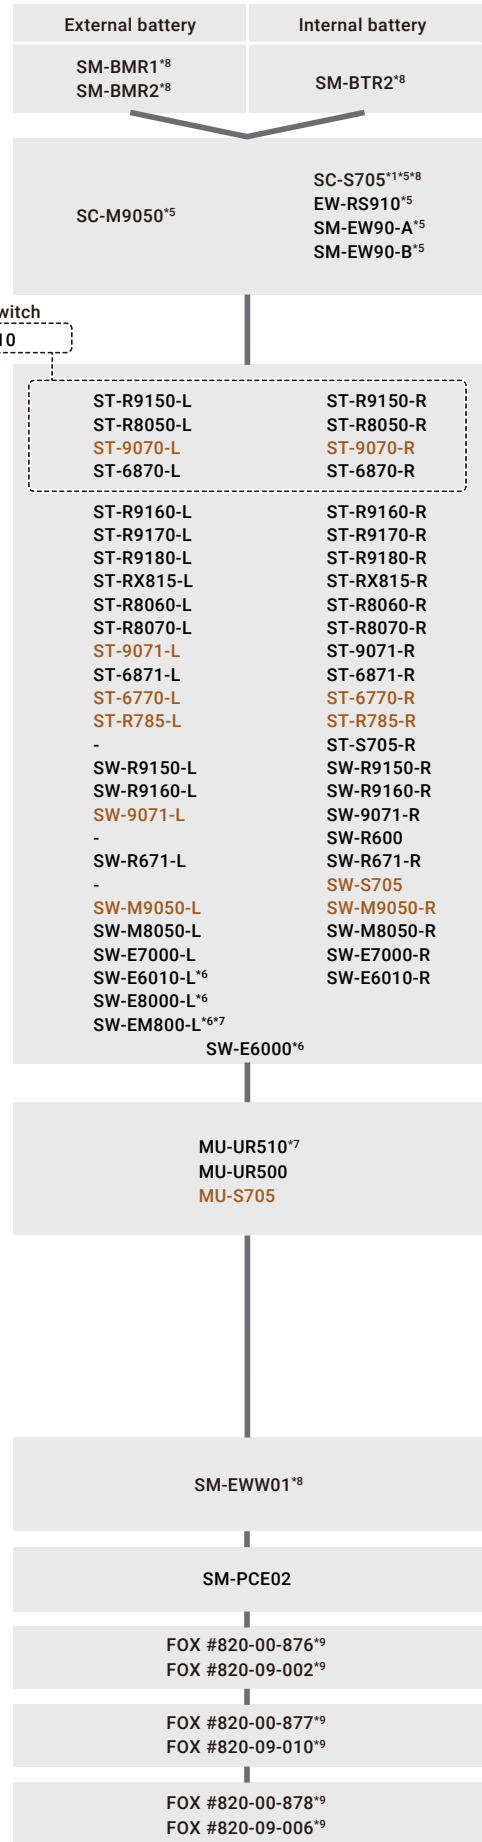 External battery Internal battery
SM-BMR1*8
SM-BMR2*8
SM-BTR2*8
SC-M9050*5
SC-S705*1*5*8
EW-RS910*5
SM-EW90-A*5
SM-EW90-B*5
witch
10
ST-R9150-L ST-R9150-R
ST-R8050-L ST-R8050-R
ST-9070-L ST-9070-R
ST-6870-L ST-6870-R
ST-R9160-L ST-R9160-R
ST-R9170-L ST-R9170-R
ST-R9180-L ST-R9180-R
ST-RX815-L ST-RX815-R
ST-R8060-L ST-R8060-R
ST-R8070-L ST-R8070-R
ST-9071-L ST-9071-R
ST-6871-L ST-6871-R
ST-6770-L ST-6770-R
ST-R785-L ST-R785-R
- ST-S705-R
SW-R9150-L SW-R9150-R
SW-R9160-L SW-R9160-R
SW-9071-L SW-9071-R
- SW-R600
SW-R671-L SW-R671-R
- SW-S705
SW-M9050-L SW-M9050-R
SW-M8050-L SW-M8050-R
SW-E7000-L SW-E7000-R
SW-E6010-L*6 SW-E6010-R
SW-E8000-L*6
SW-EM800-L*6*7
SW-E6000*6
MU-UR510*7
MU-UR500
MU-S705
SM-EWW01*8
SM-PCE02
FOX #820-00-876*9
FOX #820-09-002*9
FOX #820-00-877*9
FOX #820-09-010*9
FOX #820-00-878*9
FOX #820-09-006*9